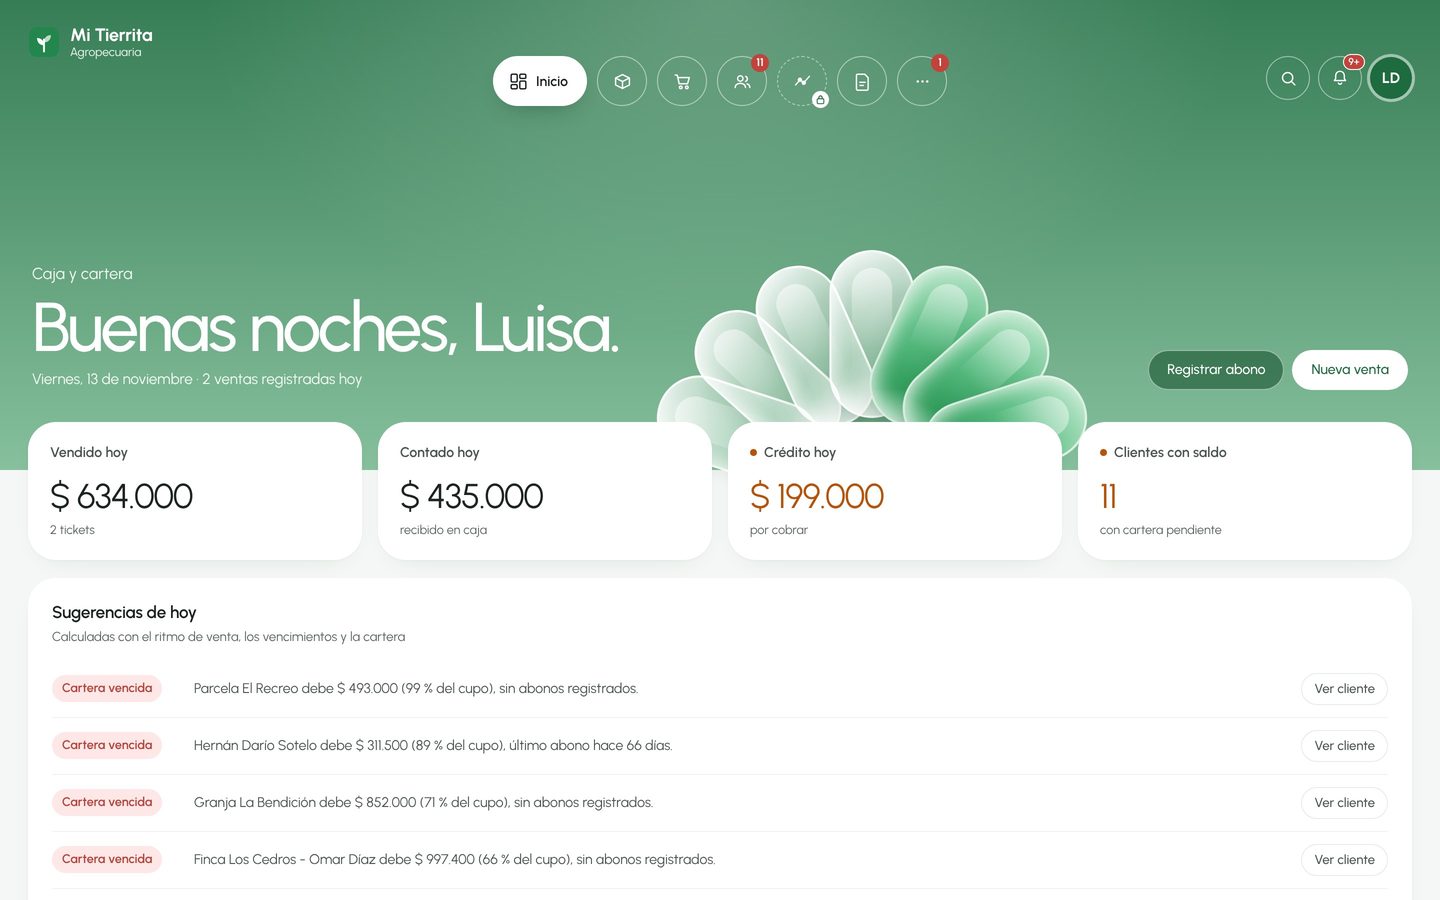 Mi Tierrita
Agropecuaria
Inicio
11
1
9+
LD
Caja y cartera
Buenas noches, Luisa.
Viernes, 13 de noviembre · 2 ventas registradas hoy
Registrar abono
Nueva venta
Vendido hoy
$ 634.000
2 tickets
Contado hoy
$ 435.000
recibido en caja
Crédito hoy
$ 199.000
por cobrar
Clientes con saldo
11
con cartera pendiente
Sugerencias de hoy
Calculadas con el ritmo de venta, los vencimientos y la cartera
Cartera vencida Parcela El Recreo debe $ 493.000 (99 % del cupo), sin abonos registrados. Ver cliente
Cartera vencida Hernán Darío Sotelo debe $ 311.500 (89 % del cupo), último abono hace 66 días. Ver cliente
Cartera vencida Granja La Bendición debe $ 852.000 (71 % del cupo), sin abonos registrados. Ver cliente
Cartera vencida Finca Los Cedros - Omar Díaz debe $ 997.400 (66 % del cupo), sin abonos registrados. Ver cliente